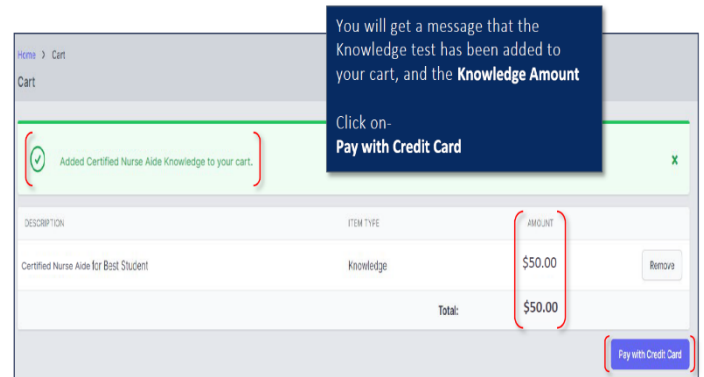 You will get a message that the
Knowledge test has been added to
your cart, and the Knowledge Amount
Click on-
Pay with Credit Card
Home > Cart
Cart
Added Certified Nurse Aide Knowledge to your cart.
x
DESCRIPTION ITEM TYPE AMOUNT
Certified Nurse Aide for Best Student Knowledge $50.00 Remove
Total: $50.00
Pay with Credit Card